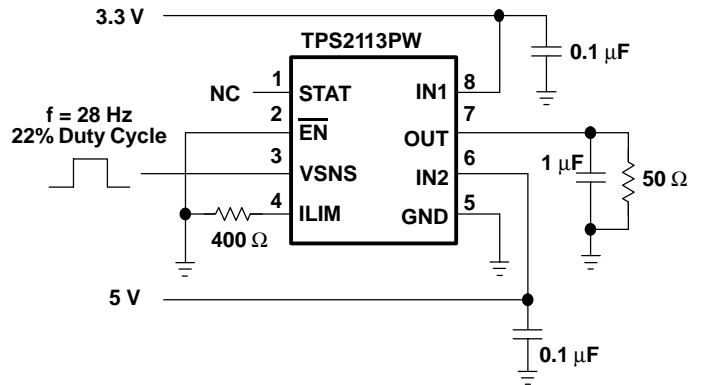 3.3 V
0.1 μF
TPS2113PW
NC
1 STAT
IN1 8
f = 28 Hz
22% Duty Cycle
2 EN
OUT 7
3 VSNS
IN2 6
1 μF
50 Ω
4 ILIM
GND 5
400 Ω
5 V
0.1 μF